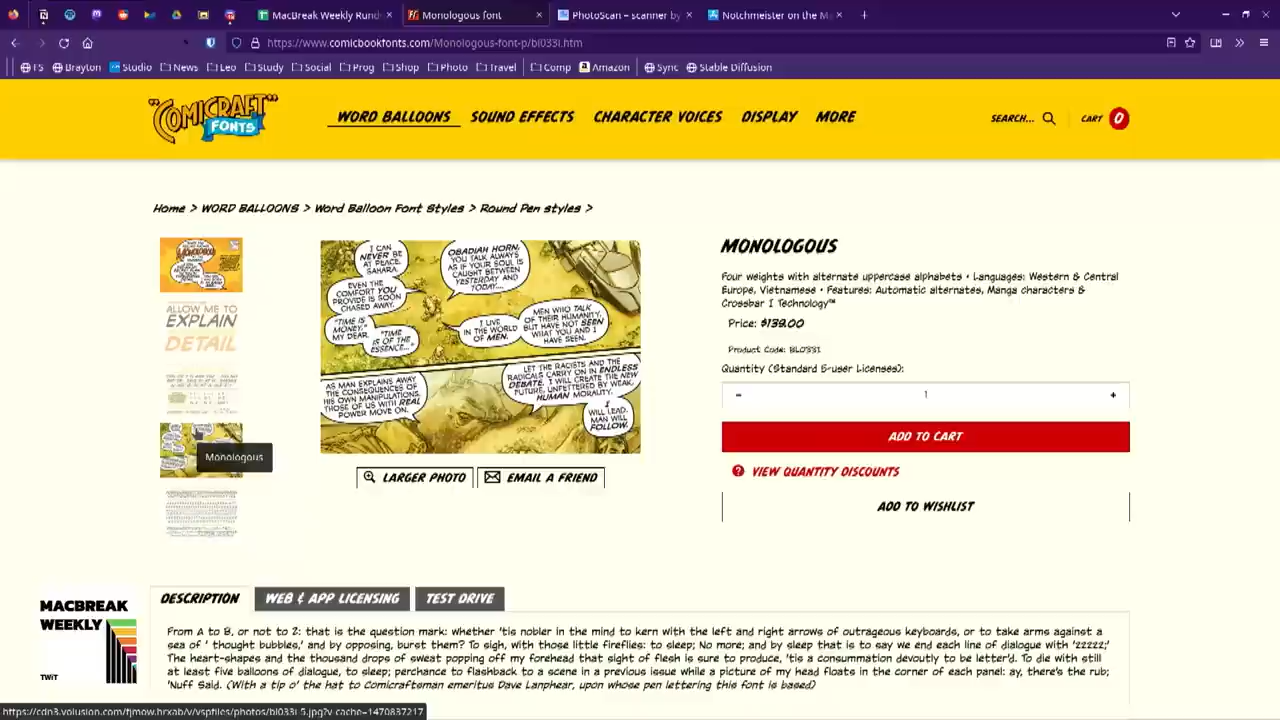 MacBreak Weekly Rund
Monologous font
PhotoScan – scanner by
Notchmeister on the Ma
https://www.comicbookfonts.com/Monologous-font-p/bl033l.htm
FS
Brayton
Studio
News
Leo
Study
Social
Prog
Shop
Photo
Travel
Comp
Amazon
Sync
Stable Diffusion
"COMICRAFT"
FONTS
WORD BALLOONS
SOUND EFFECTS
CHARACTER VOICES
DISPLAY
MORE
SEARCH...
CART
0
Home > WORD BALLOONS > Word Balloon Font Styles > Round Pen styles >
ALLOW ME TO
EXPLAIN
DETAIL
Monologous
I CAN
NEVER BE
AT PEACE,
SAHARA.
EVEN THE
COMFORT YOU
PROVIDE IS SOON
CHASED AWAY.
"TIME IS
MONEY,"
MY DEAR.
"TIME
IS OF THE
ESSENCE..."
OBADIAH HORN,
YOU TALK ALWAYS
AS IF YOUR SOUL IS
CAUGHT BETWEEN
YESTERDAY AND
TODAY....
I LIVE
IN THE WORLD
OF MEN.
MEN WHO TALK
OF THEIR HUMANITY,
BUT HAVE NOT SEEN
WHAT YOU AND I
HAVE SEEN.
AS MAN EXPLAINS AWAY
THE CONSEQUENCES OF
HIS OWN MANIPULATIONS,
THOSE OF US WITH REAL
POWER MOVE ON.
LET THE RACISTS AND THE
RADICALS CARRY ON IN ENDLESS
DEBATE. I WILL CREATE THE NEW
FUTURE, UNFETTERED BY WEAK,
HUMAN MORALITY.
I
WILL LEAD.
MAN WILL
FOLLOW.
LARGER PHOTO
EMAIL A FRIEND
MONOLOGOUS
Four weights with alternate uppercase alphabets • Languages: Western & Central
Europe, Vietnamese • Features: Automatic alternates, Manga characters &
Crossbar I Technology™
Price: $139.00
Product Code: BL033I
Quantity (Standard 5-user Licenses):
- 1 +
ADD TO CART
VIEW QUANTITY DISCOUNTS
ADD TO WISHLIST
DESCRIPTION
WEB & APP LICENSING
TEST DRIVE
From A to B, or not to Z: that is the question mark: whether 'tis nobler in the mind to kern with the left and right arrows of outrageous keyboards, or to take arms against a
sea of ' thought bubbles,' and by opposing, burst them? To sigh, with those little fireflies: to sleep; No more; and by sleep that is to say we end each line of dialogue with 'zzzzz;'
The heart-shapes and the thousand drops of sweat popping off my forehead that sight of flesh is sure to produce, 'tis a consummation devoutly to be letter'd. To die with still
at least five balloons of dialogue, to sleep; perchance to flashback to a scene in a previous issue while a picture of my head floats in the corner of each panel: ay, there's the rub;
'Nuff Said. (With a tip o' the hat to Comicraftsman emeritus Dave Lanphear, upon whose pen lettering this font is based)
MACBREAK
WEEKLY
TWiT
https://cdn3.volusion.com/fjmow.hrxab/v/vspfiles/photos/bl033i-5.jpg?v-cache=1470837217